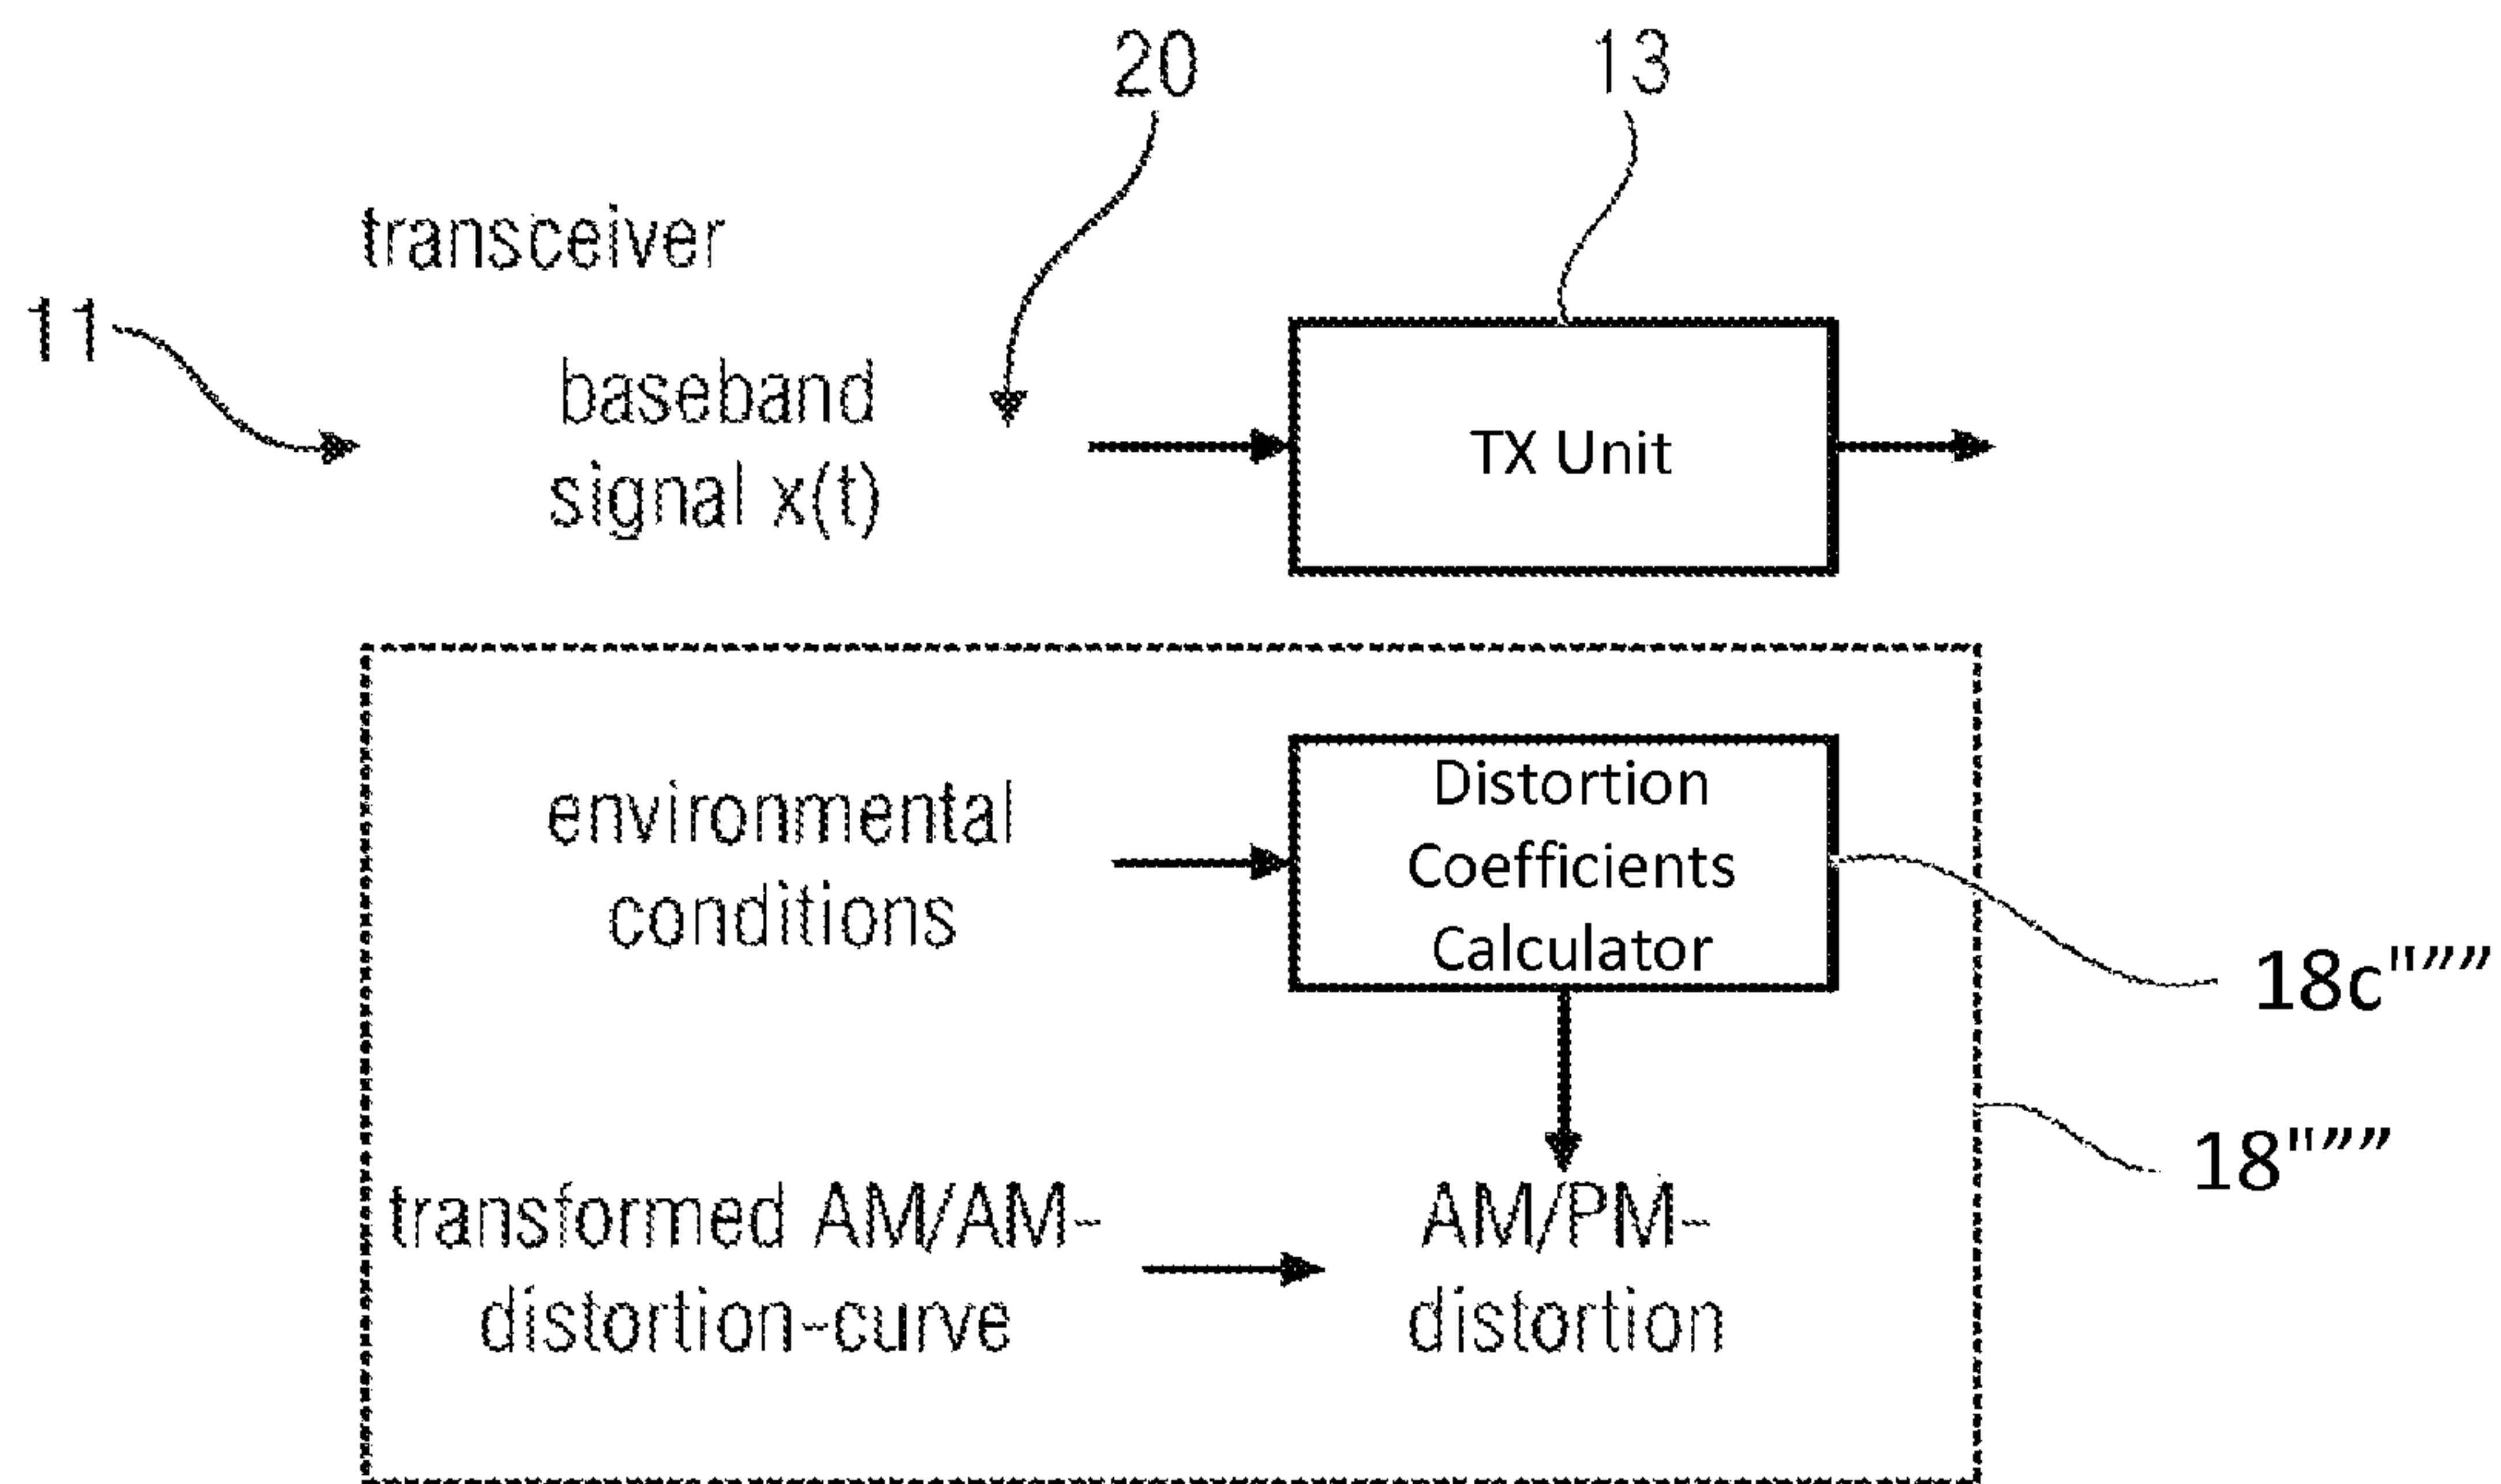 20
13
transceiver
11
baseband
signal x(t)
TX Unit
environmental
conditions
Distortion
Coefficients
Calculator
18c"””
18"””
transformed AM/AM-
distortion-curve
AM/PM-
distortion